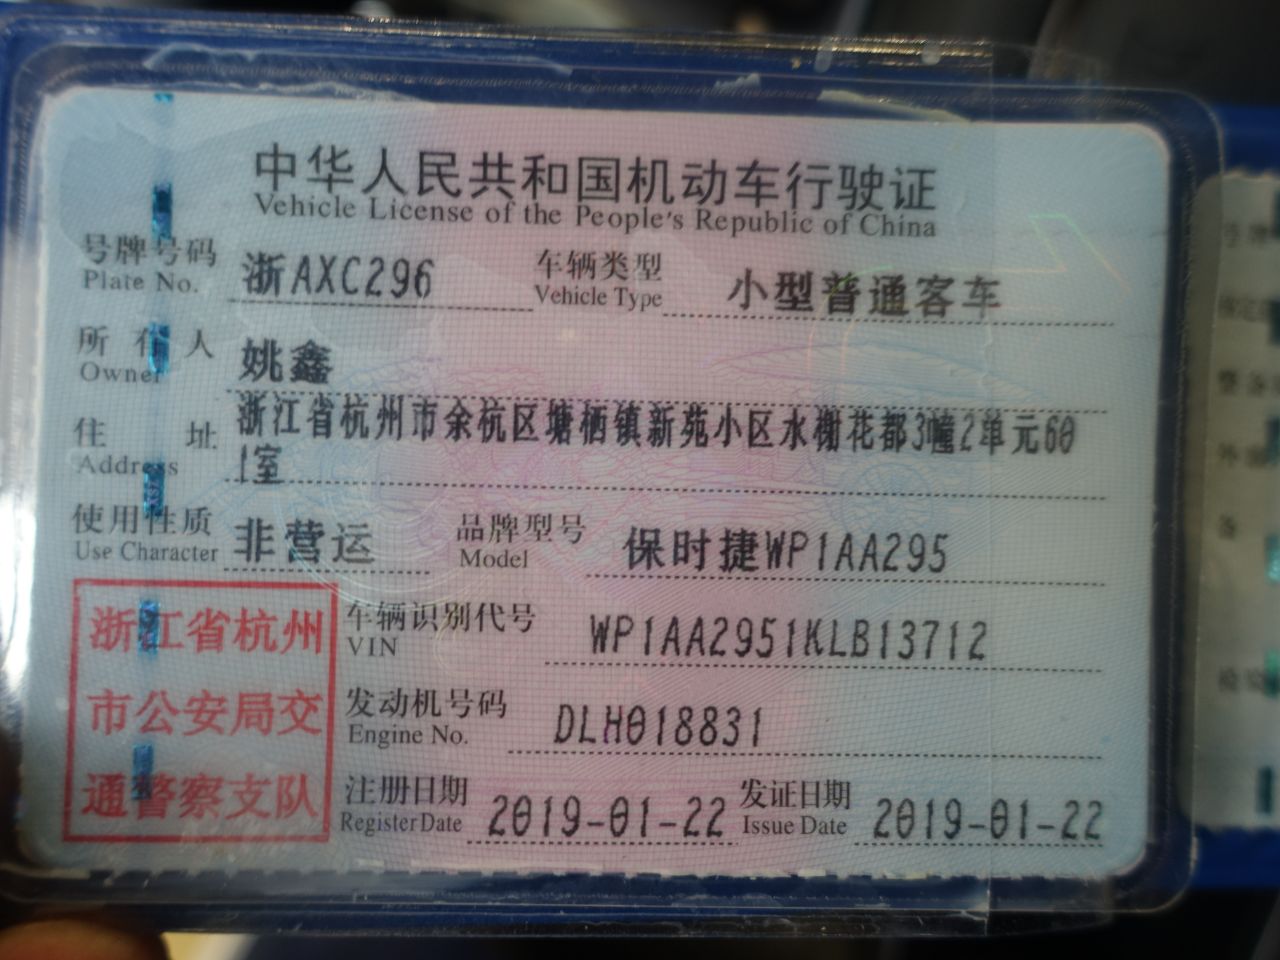 中华人民共和国机动车行驶证
Vehicle License of the People's Republic of China
号牌号码 浙AXC296 车辆类型 小型普通客车
Plate No. Vehicle Type
所有人 姚鑫
Owner
住址 浙江省杭州市余杭区塘栖镇新苑小区水榭花都3幢2单元60
Address 1室
使用性质 非营运 品牌型号 保时捷WP1AA295
Use Character Model
浙江省杭州 车辆识别代号 WP1AA2951KLB13712
VIN
市公安局交 发动机号码 DLH018831
Engine No.
通警察支队 注册日期 2019-01-22 发证日期 2019-01-22
Register Date Issue Date